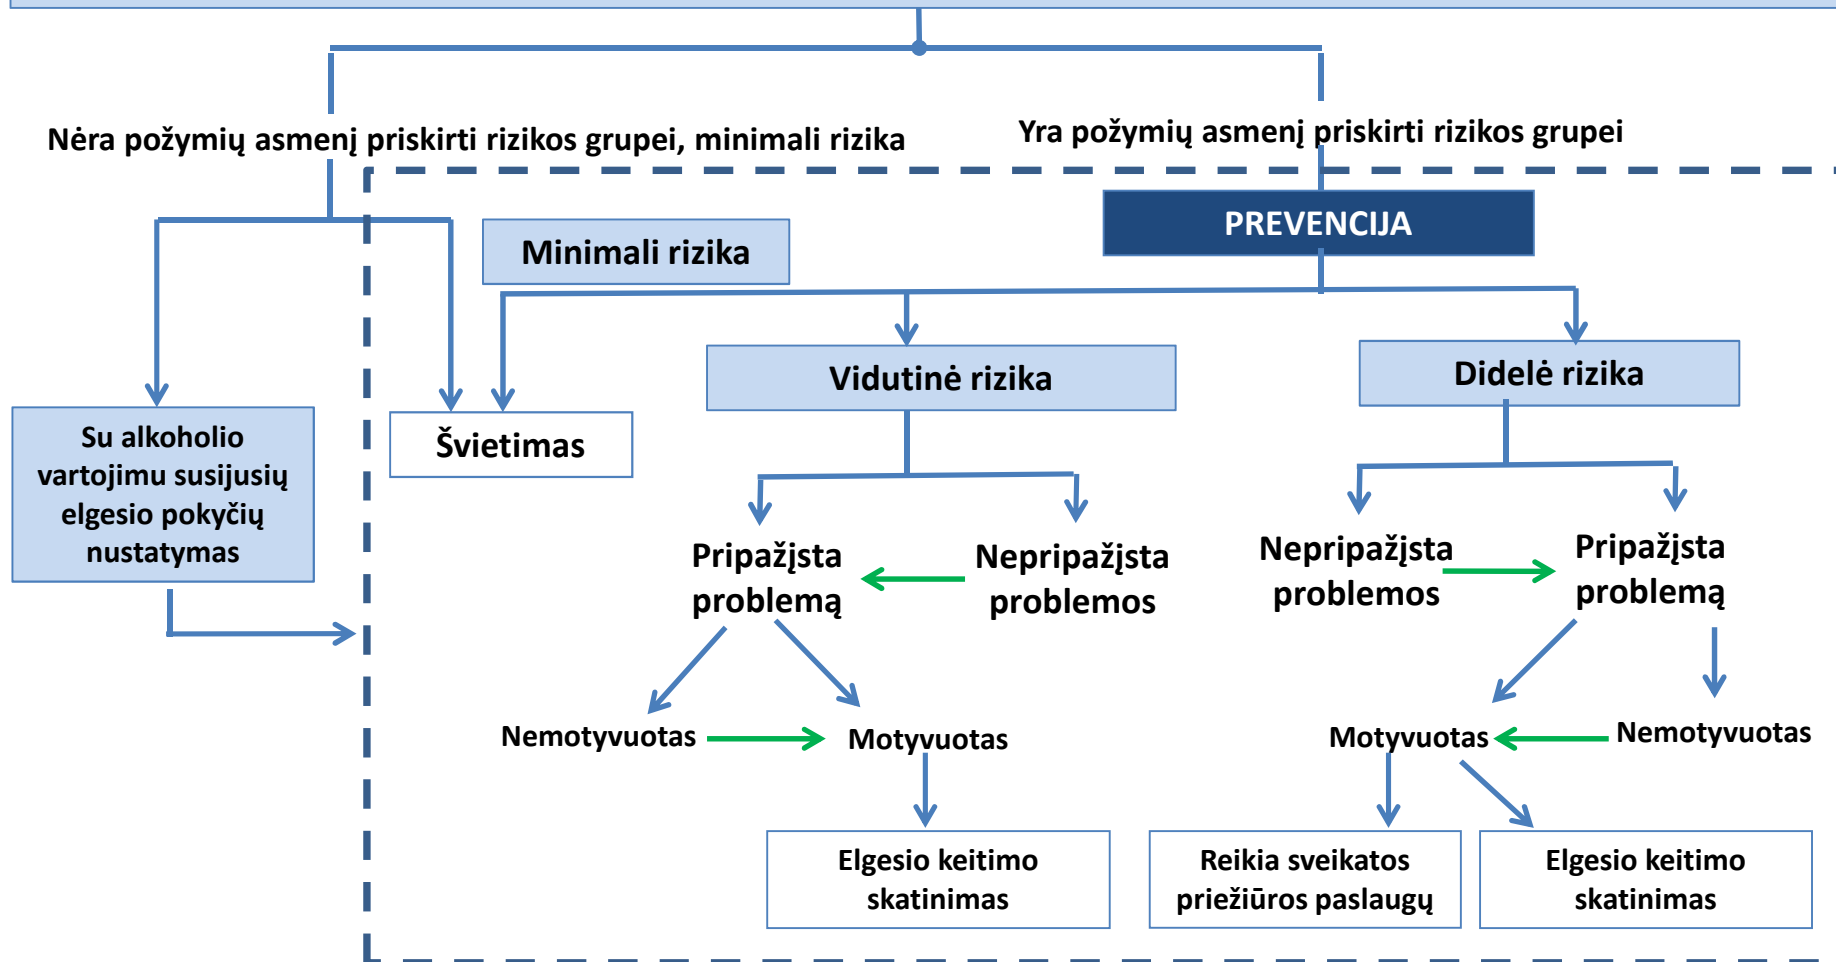 Nėra požymių asmenį priskirti rizikos grupei, minimali rizika
Yra požymių asmenį priskirti rizikos grupei
PREVENCIJA
Minimali rizika
Vidutinė rizika
Didelė rizika
Su alkoholio
vartojimu susijusių
elgesio pokyčių
nustatymas
Švietimas
Pripažįsta
problemą
Nepripažįsta
problemos
Nepripažįsta
problemos
Pripažįsta
problemą
Nemotyvuotas
Motyvuotas
Motyvuotas
Nemotyvuotas
Elgesio keitimo
skatinimas
Reikia sveikatos
priežiūros paslaugų
Elgesio keitimo
skatinimas